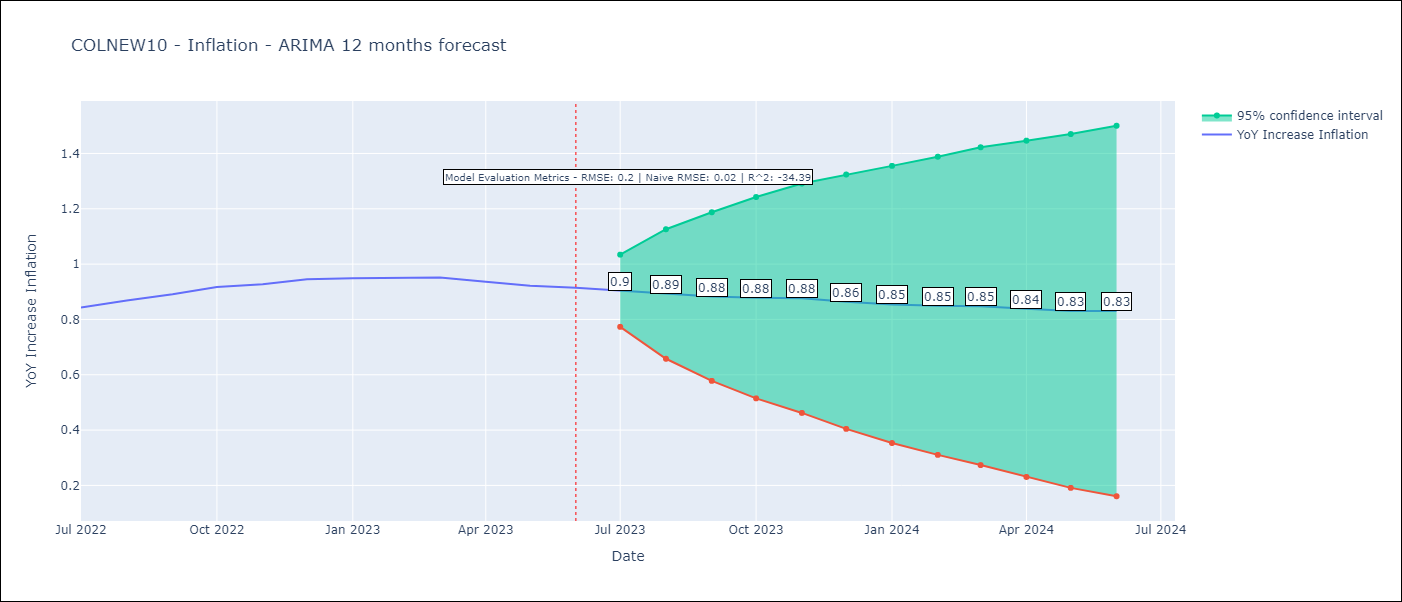 COLNEW10 - Inflation - ARIMA 12 months forecast
95% confidence interval
YoY Increase Inflation
Model Evaluation Metrics - RMSE: 0.2 | Naive RMSE: 0.02 | R^2: -34.39
YoY Increase Inflation
1.4
1.2
1
0.8
0.6
0.4
0.2
0.9 0.89 0.88 0.88 0.88 0.86 0.85 0.85 0.85 0.84 0.83 0.83
Jul 2022 Oct 2022 Jan 2023 Apr 2023 Jul 2023 Oct 2023 Jan 2024 Apr 2024 Jul 2024
Date